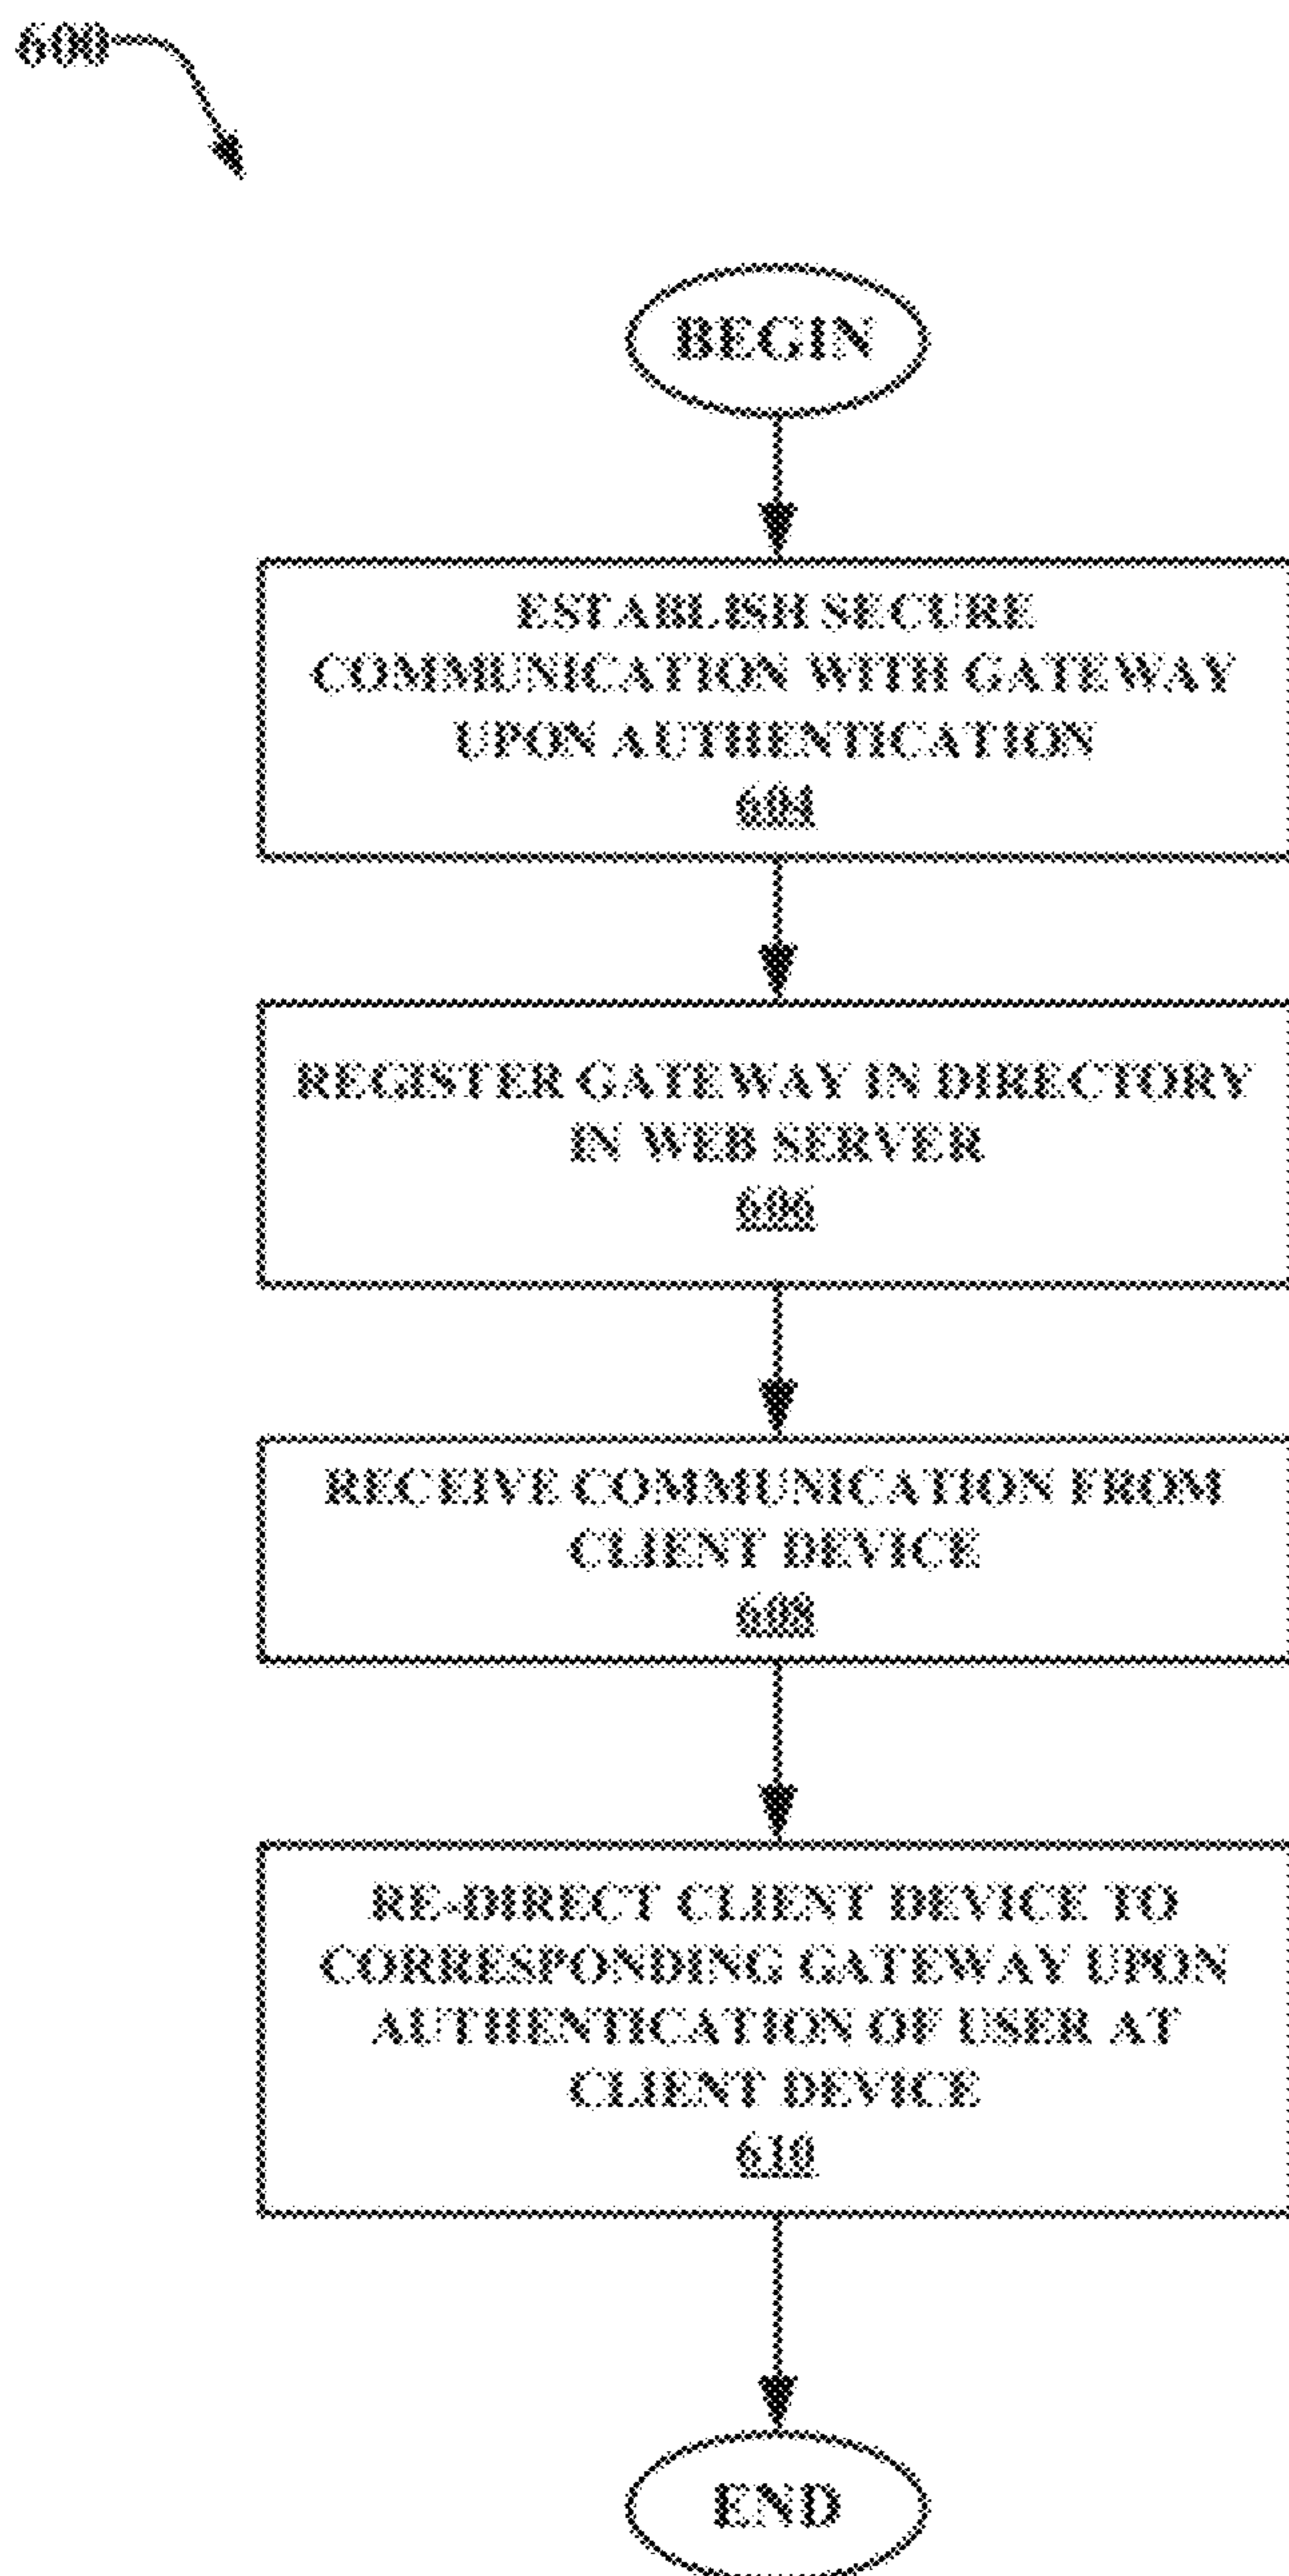 600
BEGIN
ESTABLISH SECURE
COMMUNICATION WITH GATEWAY
UPON AUTHENTICATION
604
REGISTER GATEWAY IN DIRECTORY
IN WEB SERVER
606
RECEIVE COMMUNICATION FROM
CLIENT DEVICE
608
RE-DIRECT CLIENT DEVICE TO
CORRESPONDING GATEWAY UPON
AUTHENTICATION OF USER AT
CLIENT DEVICE
610
END